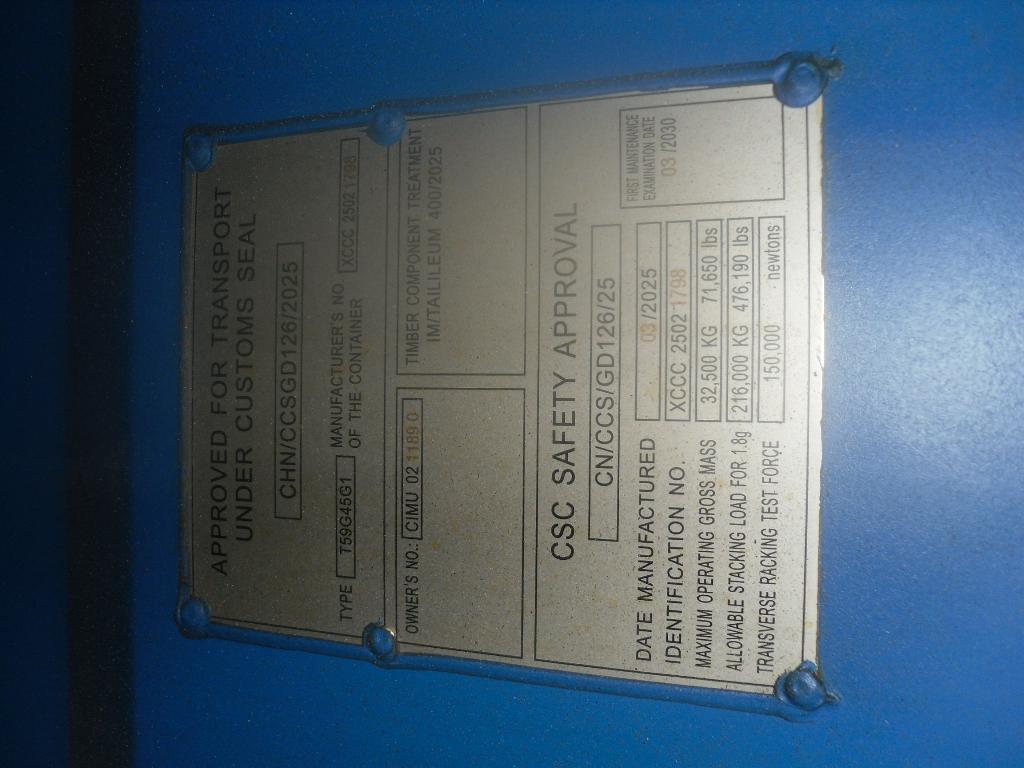 APPROVED FOR TRANSPORT
UNDER CUSTOMS SEAL
CHN/CCSGD126/2025
TYPE T59G45G1 MANUFACTURER'S NO. OF THE CONTAINER XCCC 2502 1798
OWNER'S NO.: CIMU 02 1189 0
TIMBER COMPONENT TREATMENT
IM/TAILILEUM 400/2025
CSC SAFETY APPROVAL
CN/CCS/GD126/25
DATE MANUFACTURED 03 /2025
FIRST MAINTENANCE
EXAMINATION DATE
03 /2030
IDENTIFICATION NO. XCCC 2502 1798
MAXIMUM OPERATING GROSS MASS 32,500 KG 71,650 lbs
ALLOWABLE STACKING LOAD FOR 1.8g 216,000 KG 476,190 lbs
TRANSVERSE RACKING TEST FORCE 150,000 newtons